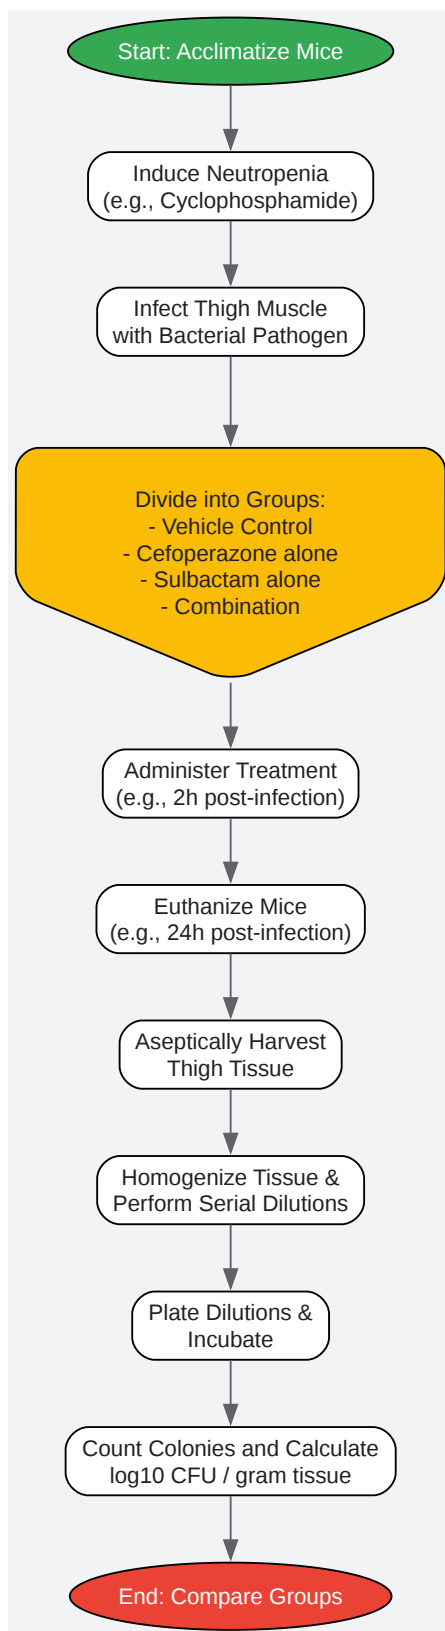 Start: Acclimatize Mice
Induce Neutropenia
(e.g., Cyclophosphamide)
Infect Thigh Muscle
with Bacterial Pathogen
Divide into Groups:
- Vehicle Control
- Cefoperazone alone
- Sulbactam alone
- Combination
Administer Treatment
(e.g., 2h post-infection)
Euthanize Mice
(e.g., 24h post-infection)
Aseptically Harvest
Thigh Tissue
Homogenize Tissue &
Perform Serial Dilutions
Plate Dilutions &
Incubate
Count Colonies and Calculate
log10 CFU / gram tissue
End: Compare Groups